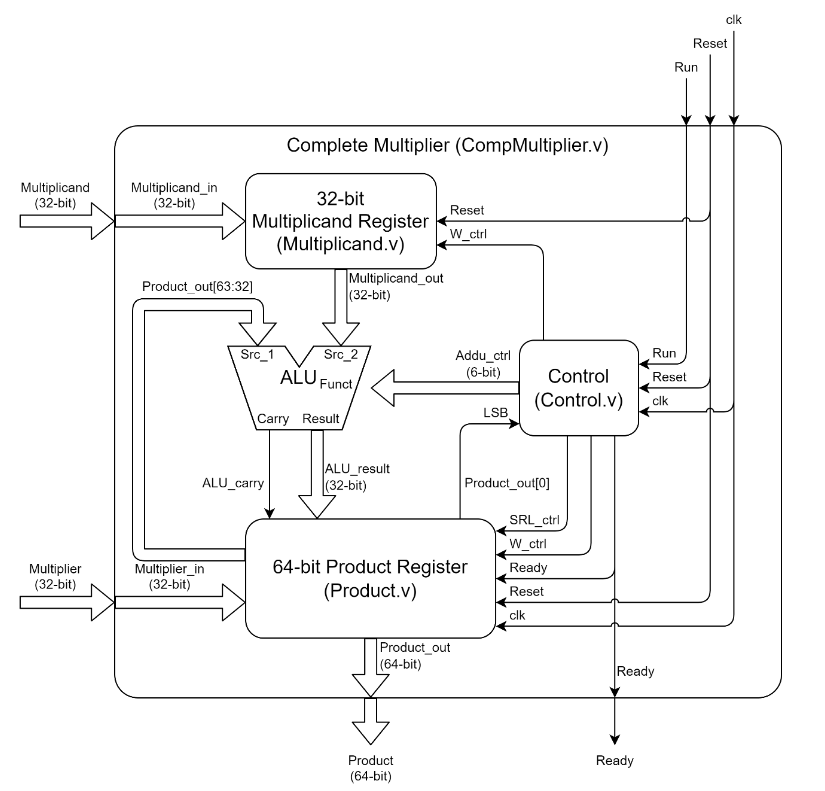 clk
Reset
Run
Complete Multiplier (CompMultiplier.v)
Multiplicand
(32-bit)
Multiplicand_in
(32-bit)
32-bit
Multiplicand Register
(Multiplicand.v)
Reset
W_ctrl
Product_out[63:32]
Multiplicand_out
(32-bit)
Src_1
Src_2
ALU
Funct
Carry
Result
Addu_ctrl
(6-bit)
Control
(Control.v)
Run
Reset
clk
LSB
ALU_carry
ALU_result
(32-bit)
Product_out[0]
SRL_ctrl
W_ctrl
Ready
Reset
clk
64-bit Product Register
(Product.v)
Multiplier
(32-bit)
Multiplier_in
(32-bit)
Product_out
(64-bit)
Ready
Product
(64-bit)
Ready